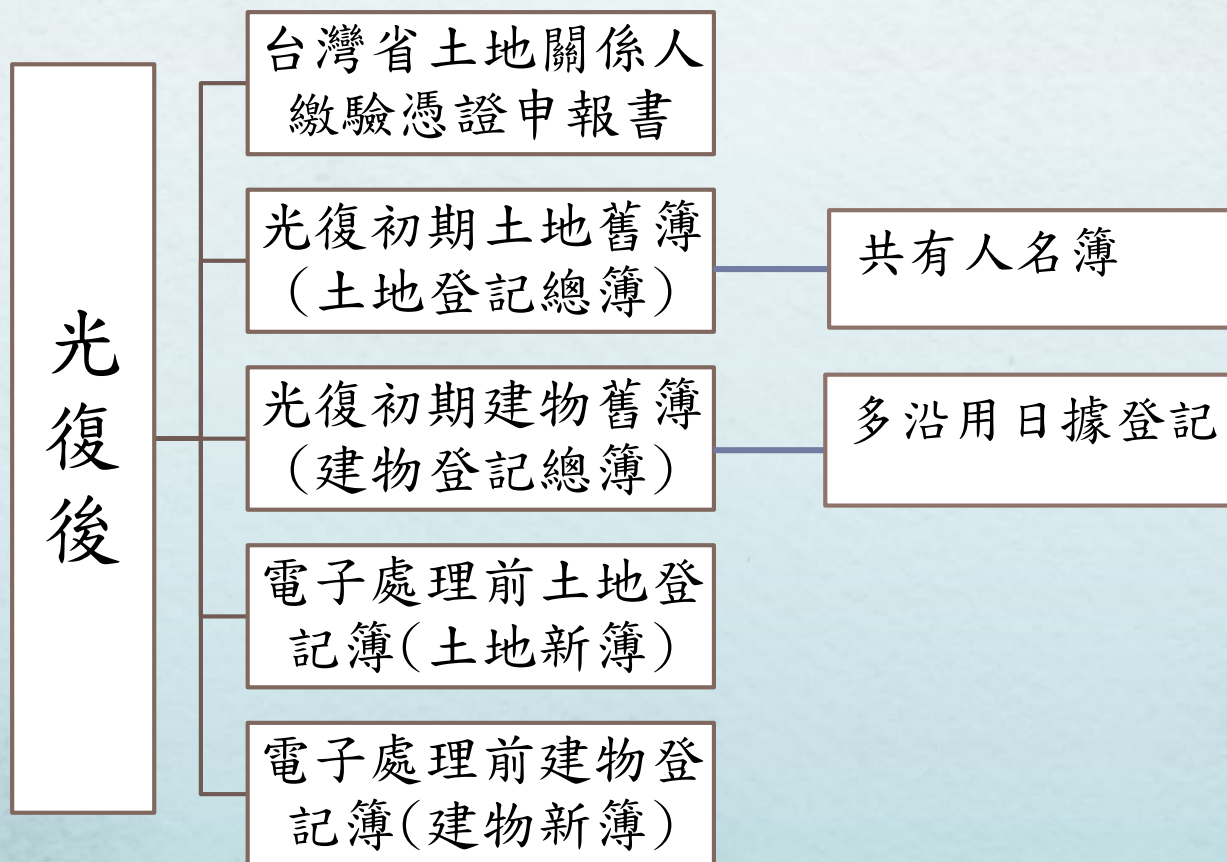 光復後
台灣省土地關係人
繳驗憑證申報書
光復初期土地舊簿
(土地登記總簿)
共有人名簿
光復初期建物舊簿
(建物登記總簿)
多沿用日據登記
電子處理前土地登
記簿(土地新簿)
電子處理前建物登
記簿(建物新簿)